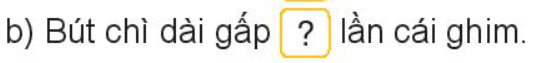 b) Bút chì dài gấp ? lần cái ghim.